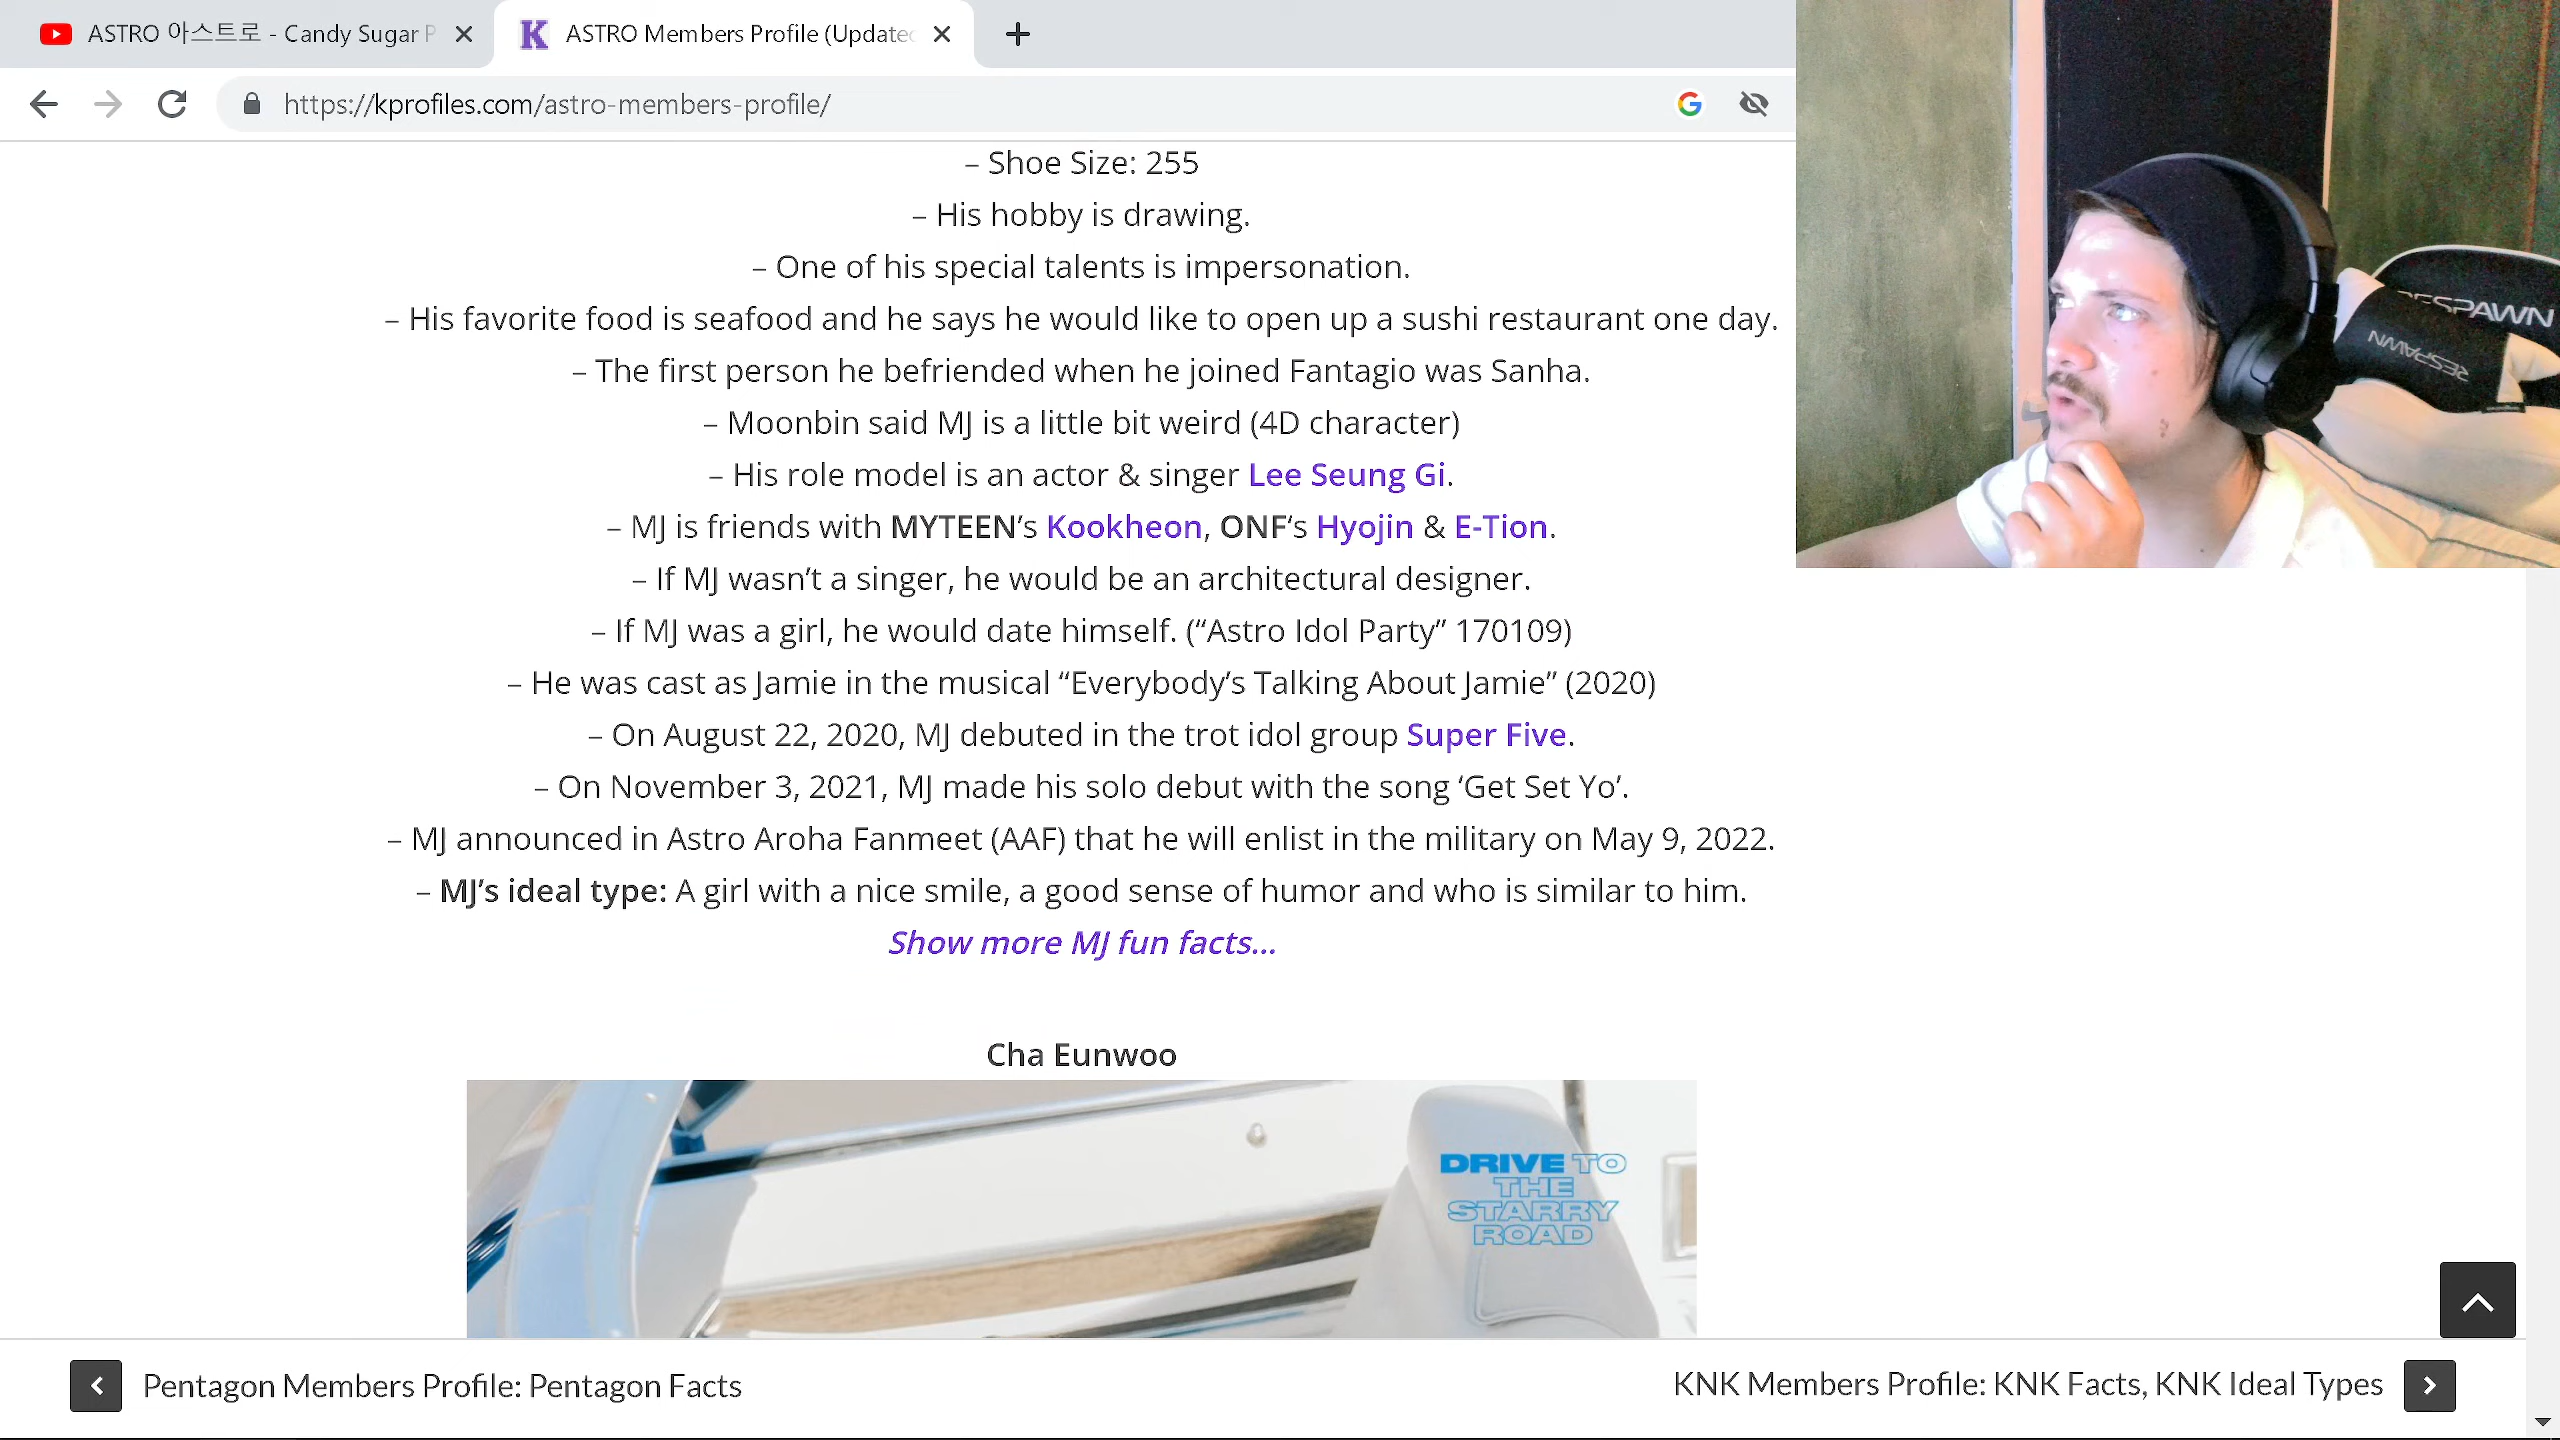 ASTRO 아스트로 - Candy Sugar P
ASTRO Members Profile (Updated
https://kprofiles.com/astro-members-profile/
– Shoe Size: 255
– His hobby is drawing.
– One of his special talents is impersonation.
– His favorite food is seafood and he says he would like to open up a sushi restaurant one day.
– The first person he befriended when he joined Fantagio was Sanha.
– Moonbin said MJ is a little bit weird (4D character)
– His role model is an actor & singer Lee Seung Gi.
– MJ is friends with MYTEEN’s Kookheon, ONF’s Hyojin & E-Tion.
– If MJ wasn’t a singer, he would be an architectural designer.
– If MJ was a girl, he would date himself. (“Astro Idol Party” 170109)
– He was cast as Jamie in the musical “Everybody’s Talking About Jamie” (2020)
– On August 22, 2020, MJ debuted in the trot idol group Super Five.
– On November 3, 2021, MJ made his solo debut with the song ‘Get Set Yo’.
– MJ announced in Astro Aroha Fanmeet (AAF) that he will enlist in the military on May 9, 2022.
– MJ’s ideal type: A girl with a nice smile, a good sense of humor and who is similar to him.
Show more MJ fun facts...
Cha Eunwoo
DRIVE TO
THE
STARRY
ROAD
Pentagon Members Profile: Pentagon Facts
KNK Members Profile: KNK Facts, KNK Ideal Types
RESPAWN